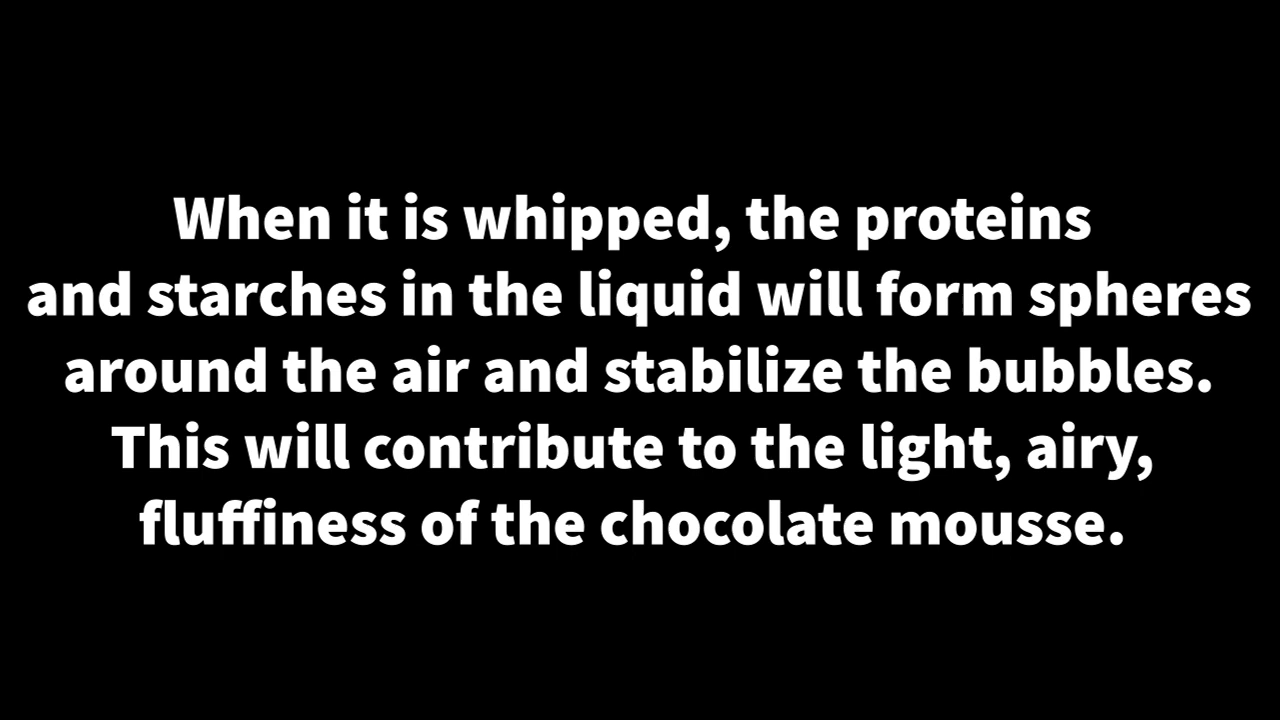 When it is whipped, the proteins
and starches in the liquid will form spheres
around the air and stabilize the bubbles.
This will contribute to the light, airy,
fluffiness of the chocolate mousse.